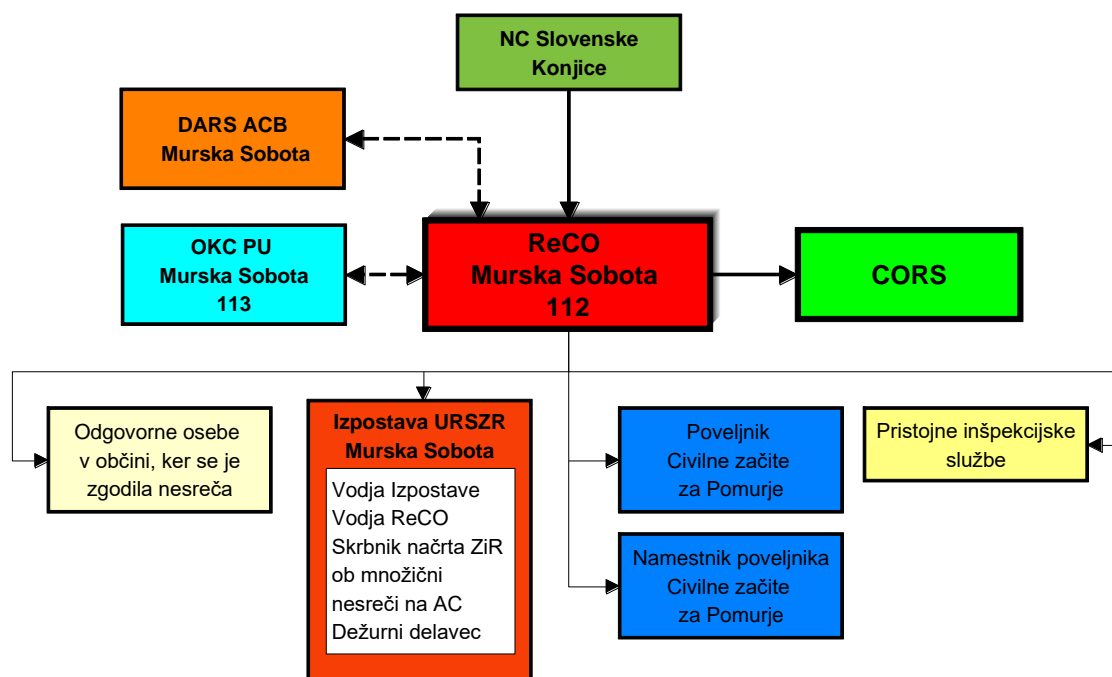 NC Slovenske
Konjice
DARS ACB
Murska Sobota
OKC PU
Murska Sobota
113
ReCO
Murska Sobota
112
CORS
Odgovorne osebe
v občini, ker se je
zgodila nesreča
Izpostava URSZR
Murska Sobota
Vodja Izpostave
Vodja ReCO
Skrbnik načrta ZiR
ob množični
nesreči na AC
Dežurni delavec
Poveljnik
Civilne začite
za Pomurje
Namestnik poveljnika
Civilne začite
za Pomurje
Pristojne inšpekcijske
službe